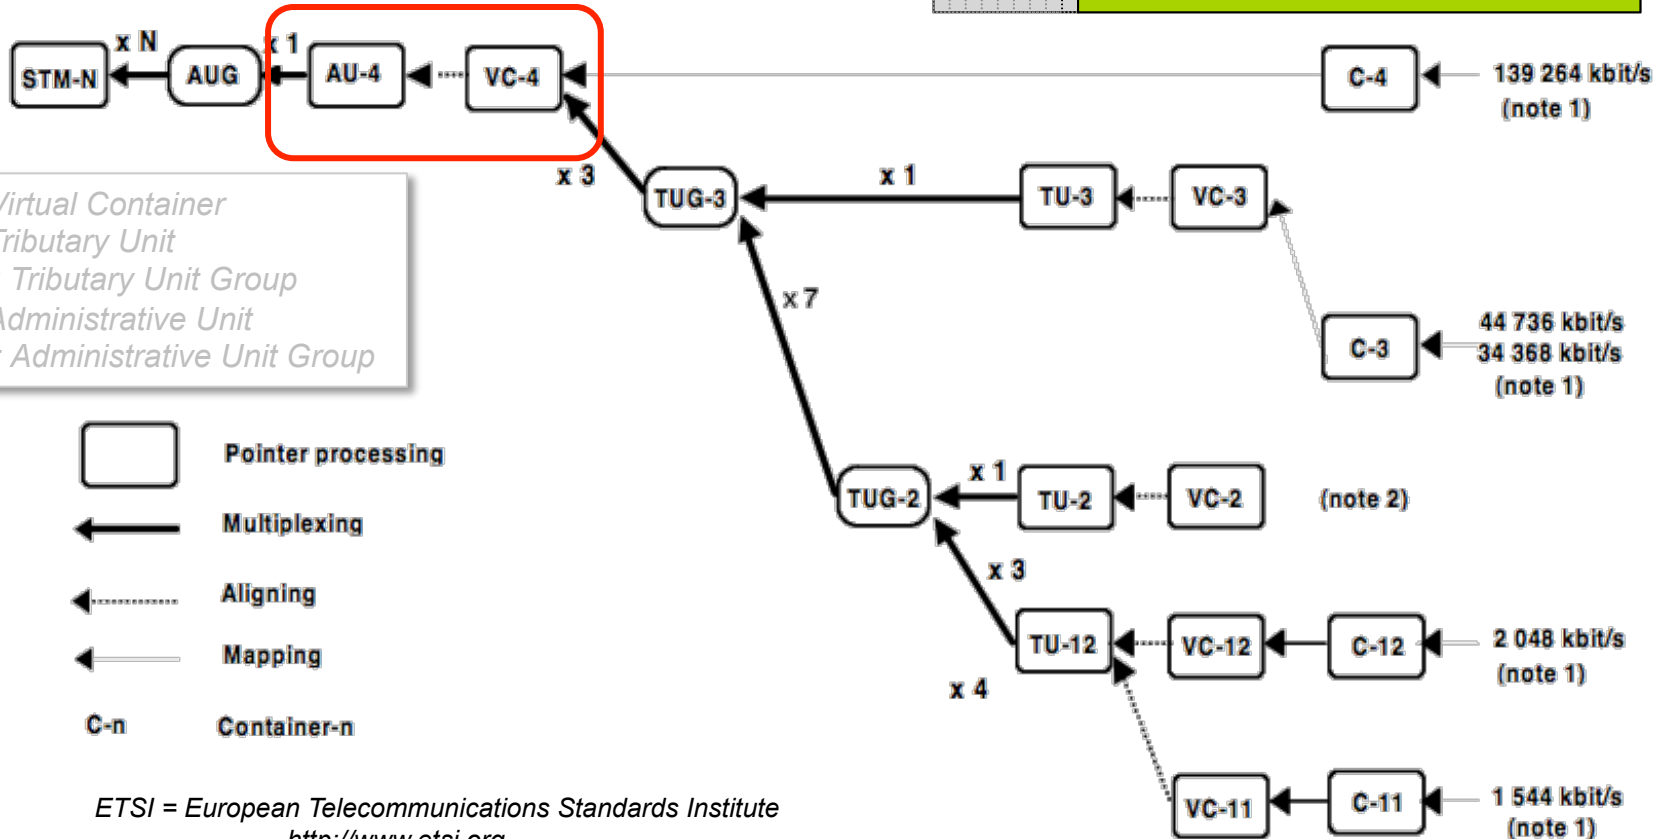 x N
x 1
STM-N
AUG
AU-4
VC-4
C-4
139 264 kbit/s
(note 1)
x 3
TUG-3
x 1
TU-3
VC-3
Virtual Container
Tributary Unit
: Tributary Unit Group
Administrative Unit
: Administrative Unit Group
x 7
C-3
44 736 kbit/s
34 368 kbit/s
(note 1)
Pointer processing
TUG-2
x 1
TU-2
VC-2
(note 2)
Multiplexing
x 3
Aligning
TU-12
VC-12
C-12
2 048 kbit/s
(note 1)
Mapping
x 4
C-n
Container-n
VC-11
C-11
1 544 kbit/s
(note 1)
ETSI = European Telecommunications Standards Institute
http://www.etsi.org